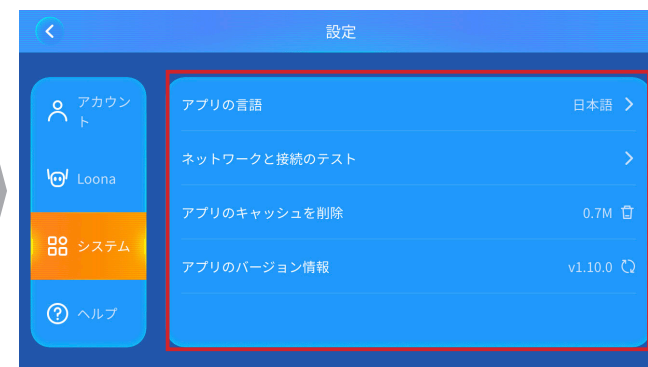 設定
アカウン
ト
Loona
システム
ヘルプ
アプリの言語 日本語
ネットワークと接続のテスト
アプリのキャッシュを削除 0.7M
アプリのバージョン情報 v1.10.0